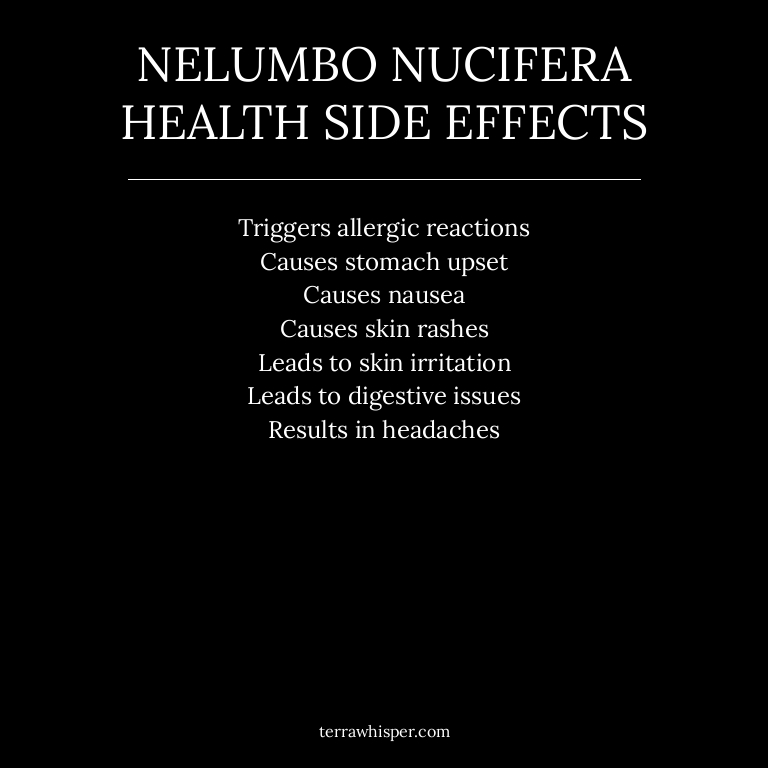 NELUMBO NUCIFERA
HEALTH SIDE EFFECTS
Triggers allergic reactions
Causes stomach upset
Causes nausea
Causes skin rashes
Leads to skin irritation
Leads to digestive issues
Results in headaches
terrawhisper.com